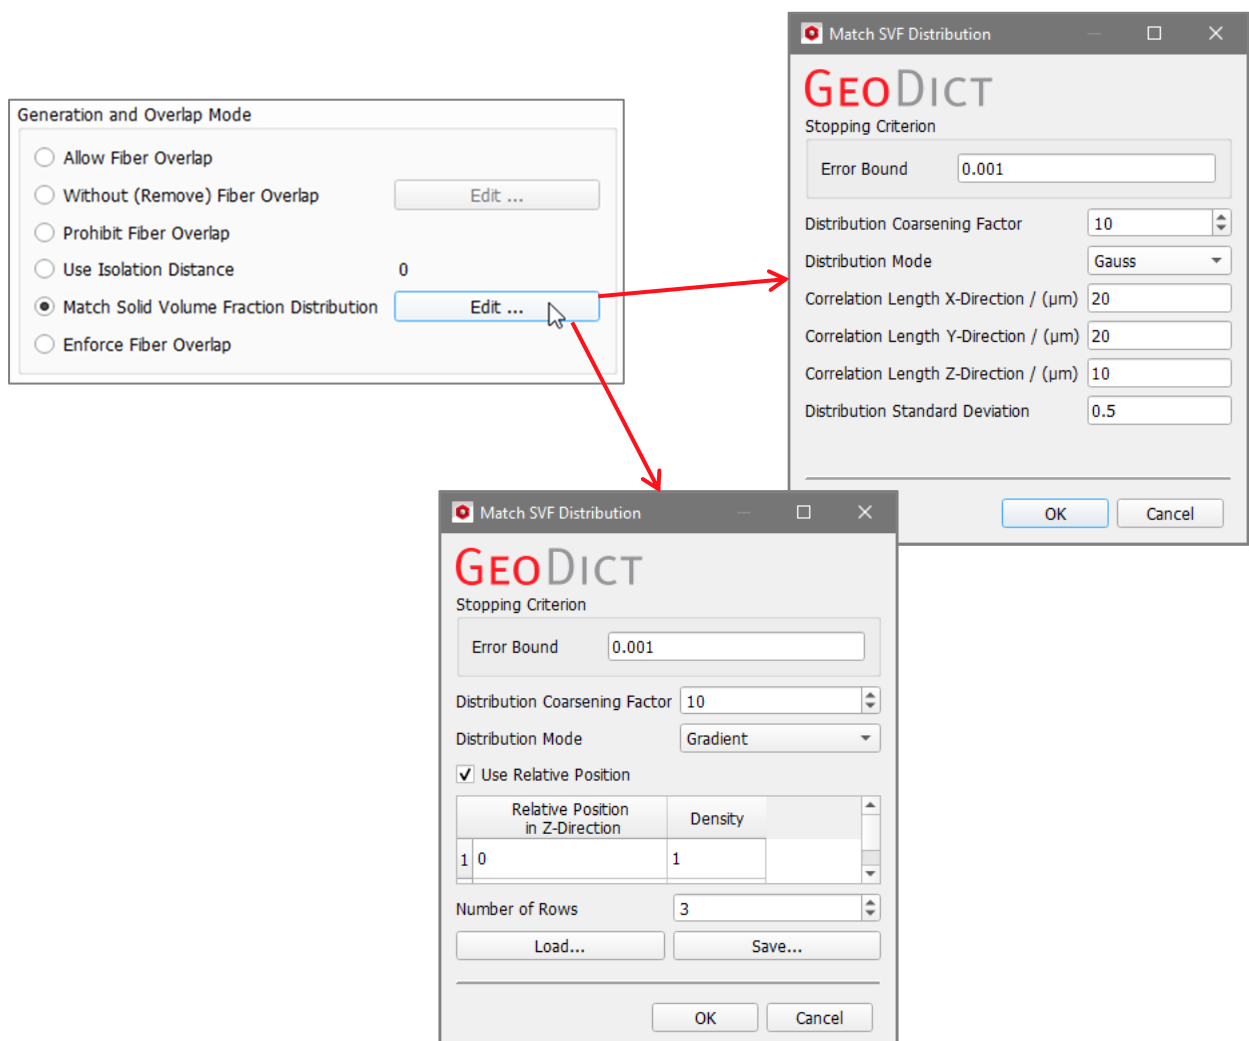 Generation and Overlap Mode
Allow Fiber Overlap
Without (Remove) Fiber Overlap Edit ...
Prohibit Fiber Overlap
Use Isolation Distance 0
Match Solid Volume Fraction Distribution Edit ...
Enforce Fiber Overlap
Match SVF Distribution
GEODICT
Stopping Criterion
Error Bound 0.001
Distribution Coarsening Factor 10
Distribution Mode Gauss
Correlation Length X-Direction / (µm) 20
Correlation Length Y-Direction / (µm) 20
Correlation Length Z-Direction / (µm) 10
Distribution Standard Deviation 0.5
OK Cancel
Match SVF Distribution
GEODICT
Stopping Criterion
Error Bound 0.001
Distribution Coarsening Factor 10
Distribution Mode Gradient
Use Relative Position
Relative Position
in Z-Direction Density
1 0 1
Number of Rows 3
Load... Save...
OK Cancel